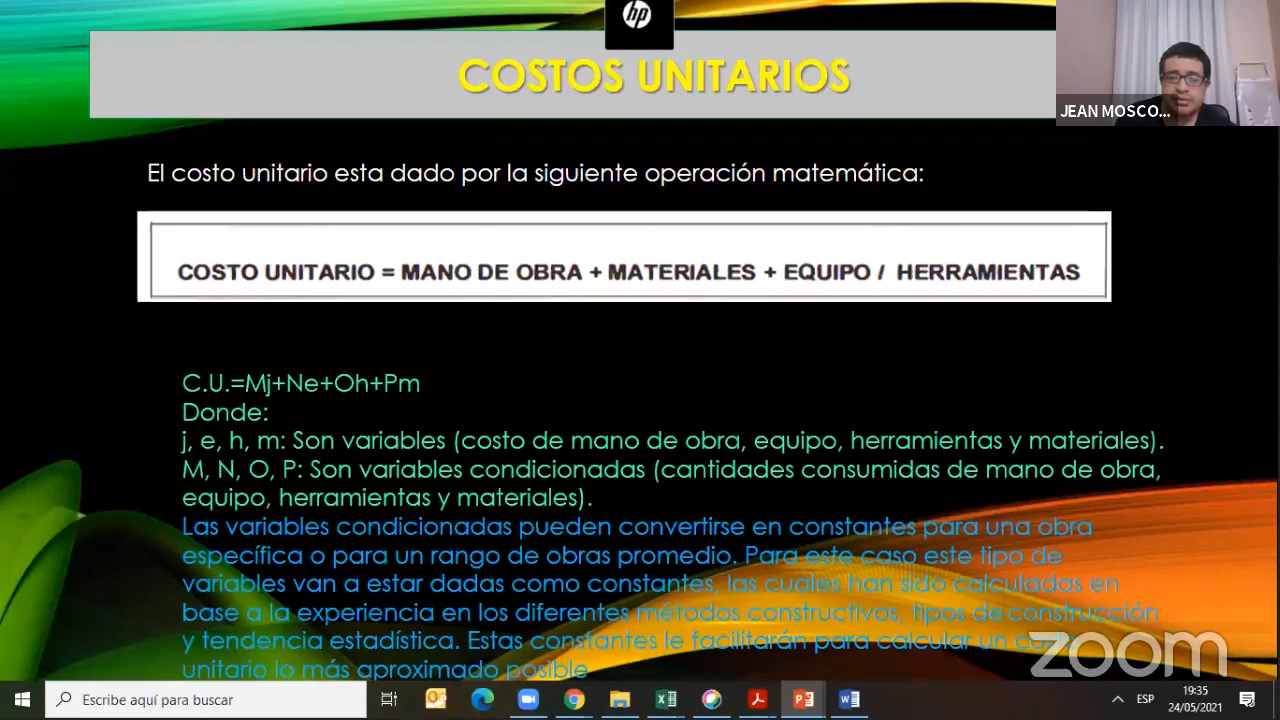 hp
COSTOS UNITARIOS
JEAN MOSCO...
El costo unitario esta dado por la siguiente operación matemática:
COSTO UNITARIO = MANO DE OBRA + MATERIALES + EQUIPO / HERRAMIENTAS
C.U.=Mj+Ne+Oh+Pm
Donde:
j, e, h, m: Son variables (costo de mano de obra, equipo, herramientas y materiales).
M, N, O, P: Son variables condicionadas (cantidades consumidas de mano de obra,
equipo, herramientas y materiales).
Las variables condicionadas pueden convertirse en constantes para una obra
específica o para un rango de obras promedio. Para este caso este tipo de
variables van a estar dadas como constantes, las cuales han sido calculadas en
base a la experiencia en los diferentes métodos constructivos, tipos de construcción
y tendencia estadística. Estas constantes le facilitarán para calcular un costo
unitario lo más aproximado posible
zoom
Escribe aquí para buscar
ESP
19:35
24/05/2021